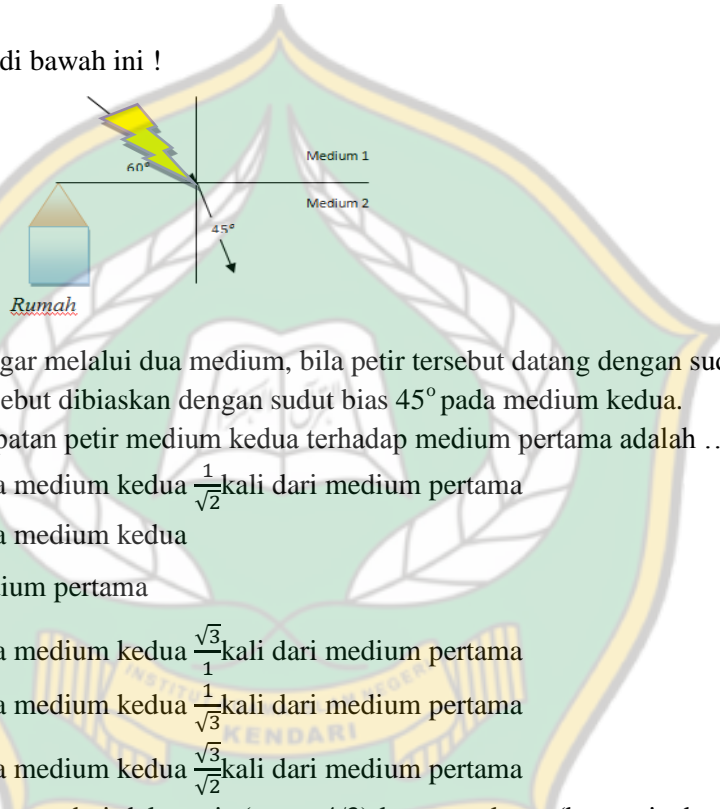 di bawah ini !
60°
Medium 1
Medium 2
45°
Rumah
gar melalui dua medium, bila petir tersebut datang dengan sud
ebut dibiaskan dengan sudut bias 45° pada medium kedua.
patan petir medium kedua terhadap medium pertama adalah …
a medium kedua 1/√2 kali dari medium pertama
a medium kedua
ium pertama
a medium kedua √3/1 kali dari medium pertama
a medium kedua 1/√3 kali dari medium pertama
KENDARI
a medium kedua √3/√2 kali dari medium pertama